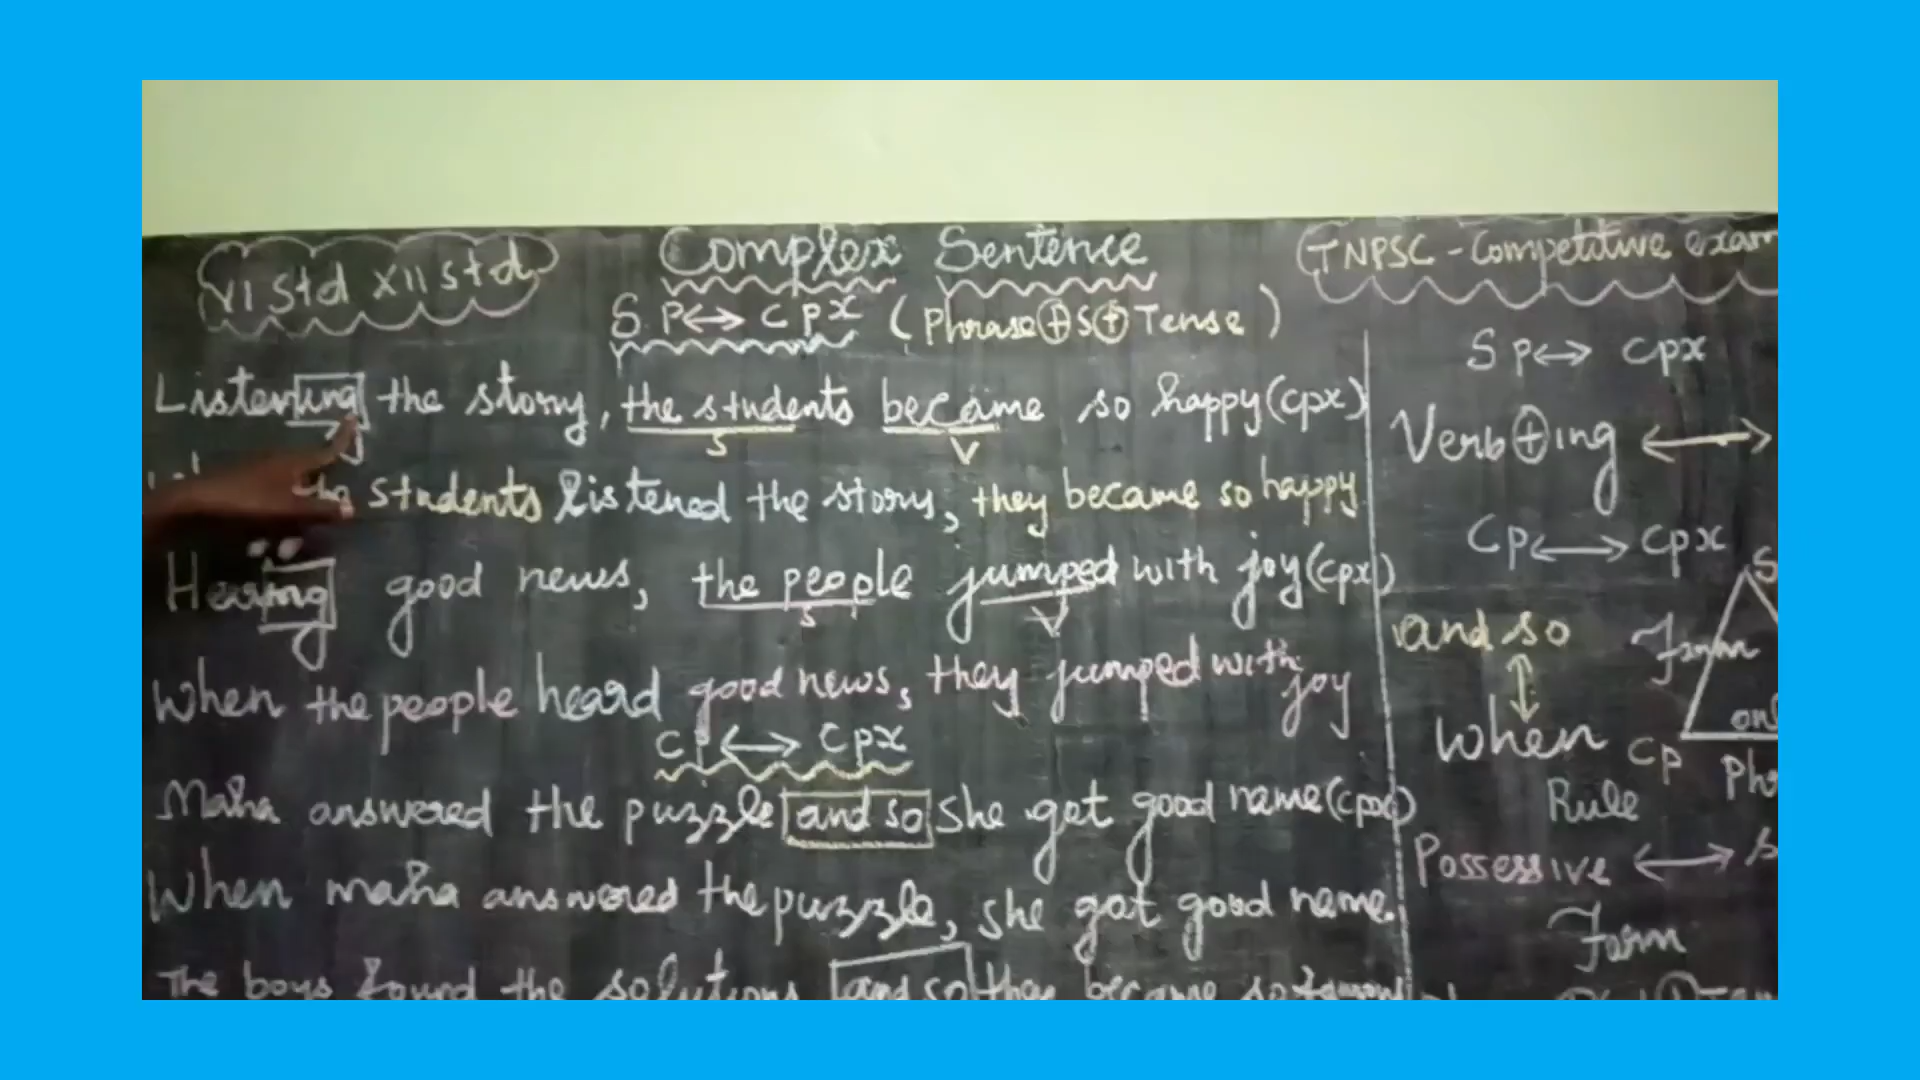 VI Std XII Std
Complex Sentence
(TNPSC - Competitive exam
S P ↔ C P X (Phrase ⊕ S ⊕ Tense)
Listening the story, the students became so happy (cpx)
S V
the students listened the story, they became so happy
Hearing good news, the people jumped with joy (cpx)
S V
When the people heard good news, they jumped with joy
CP ↔ CPX
Maha answered the puzzle and so she got good name (cpx)
When maha answered the puzzle, she got good name.
The boys found the solutions and so they became so famous
S P ↔ Cpx
Verb ⊕ ing ↔
Cp ↔ Cpx
and so
↕
When
Rule
Possessive ↔ S
Form
S
Form
CP